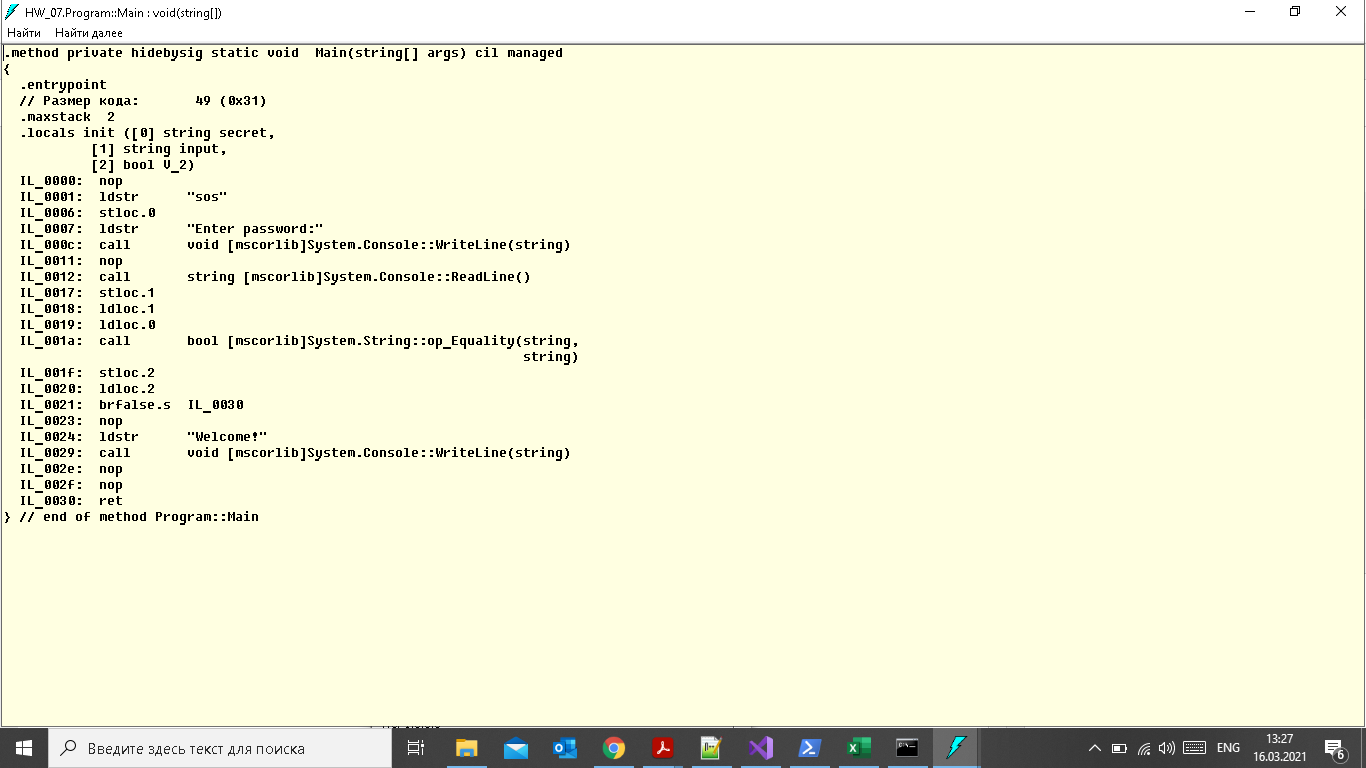 HW_07.Program::Main : void(string[])
Найти Найти далее
.method private hidebysig static void  Main(string[] args) cil managed
{
  .entrypoint
  // Размер кода:       49 (0x31)
  .maxstack  2
  .locals init ([0] string secret,
           [1] string input,
           [2] bool V_2)
  IL_0000:  nop
  IL_0001:  ldstr      "sos"
  IL_0006:  stloc.0
  IL_0007:  ldstr      "Enter password:"
  IL_000c:  call       void [mscorlib]System.Console::WriteLine(string)
  IL_0011:  nop
  IL_0012:  call       string [mscorlib]System.Console::ReadLine()
  IL_0017:  stloc.1
  IL_0018:  ldloc.1
  IL_0019:  ldloc.0
  IL_001a:  call       bool [mscorlib]System.String::op_Equality(string,
                                                                 string)
  IL_001f:  stloc.2
  IL_0020:  ldloc.2
  IL_0021:  brfalse.s  IL_0030
  IL_0023:  nop
  IL_0024:  ldstr      "Welcome!"
  IL_0029:  call       void [mscorlib]System.Console::WriteLine(string)
  IL_002e:  nop
  IL_002f:  nop
  IL_0030:  ret
} // end of method Program::Main
Введите здесь текст для поиска
ENG
13:27
16.03.2021
6